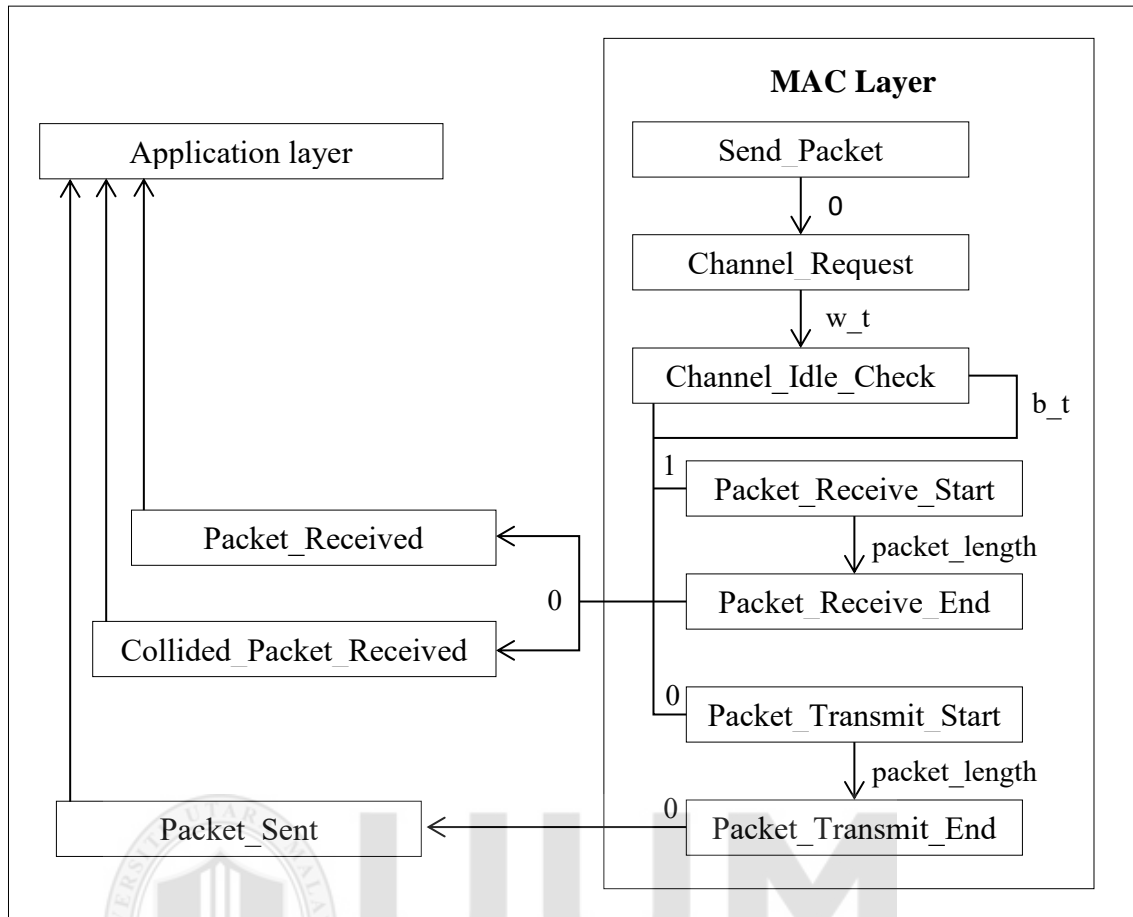 MAC Layer
Application layer
Send_Packet
0
Channel_Request
w_t
Channel_Idle_Check
b_t
1
Packet_Receive_Start
Packet_Received
packet_length
0
Packet_Receive_End
Collided_Packet_Received
0
Packet_Transmit_Start
packet_length
0
Packet_Sent
Packet_Transmit_End
UUM